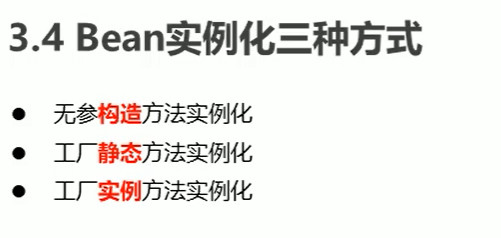 3.4 Bean实例化三种方式
● 无参构造方法实例化
● 工厂静态方法实例化
● 工厂实例方法实例化